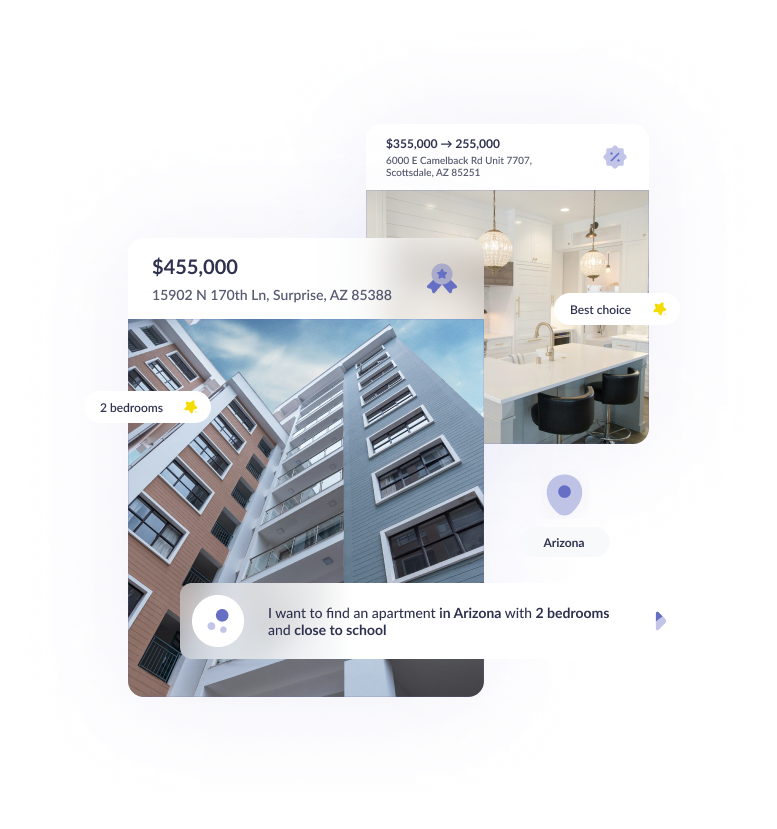 $355,000 → 255,000
6000 E Camelback Rd Unit 7707,
Scottsdale, AZ 85251
$455,000
15902 N 170th Ln, Surprise, AZ 85388
Best choice
2 bedrooms
Arizona
I want to find an apartment in Arizona with 2 bedrooms
and close to school